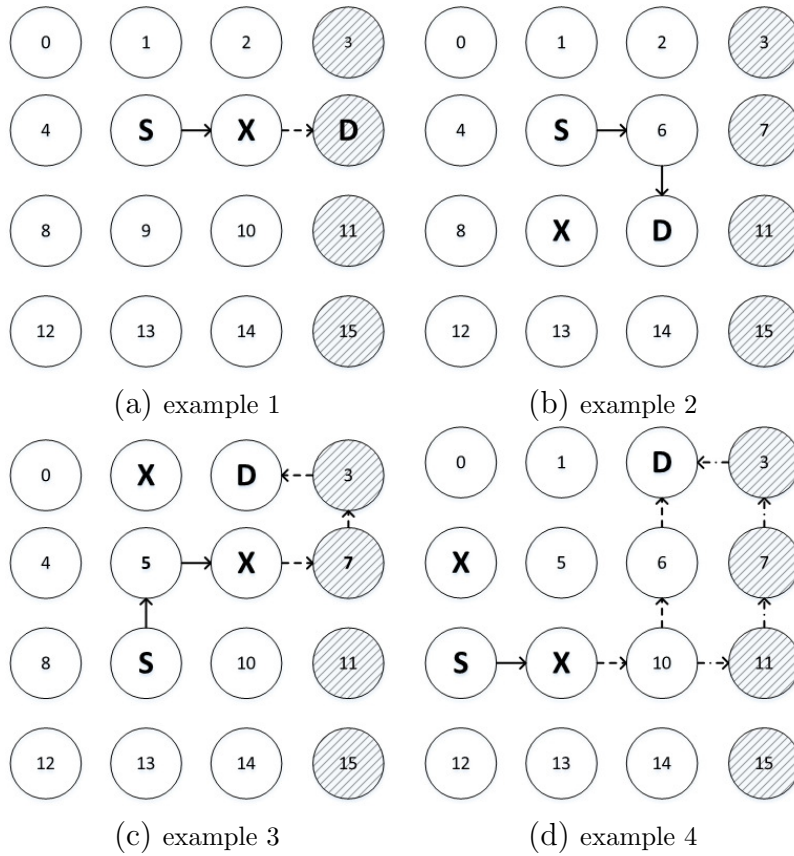 0 1 2 3 0 1 2 3
4 S X D 4 S 6 7
8 9 10 11 8 X D 11
12 13 14 15 12 13 14 15
(a) example 1 (b) example 2
0 X D 3 0 1 D 3
4 5 X 7 X 5 6 7
8 S 10 11 S X 10 11
12 13 14 15 12 13 14 15
(c) example 3 (d) example 4